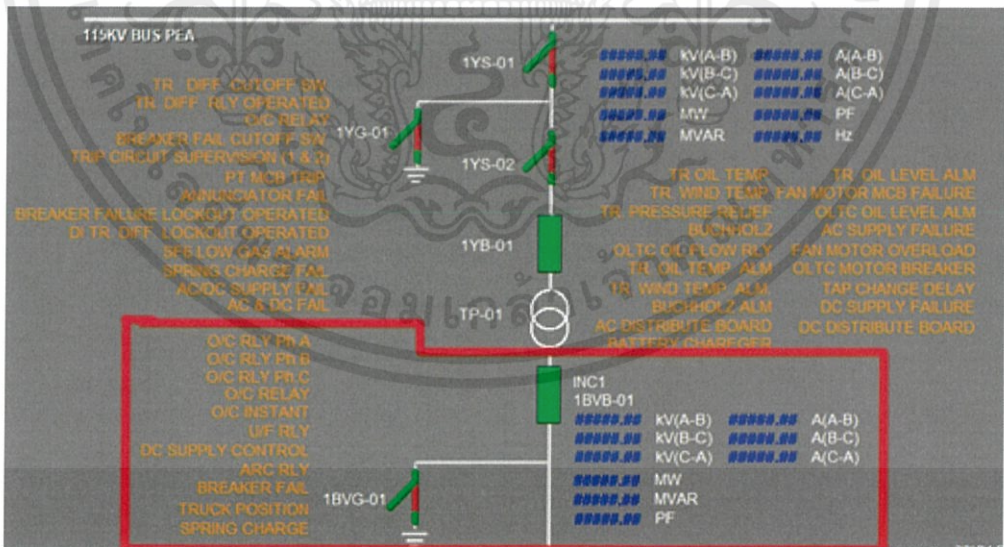 115KV BUS PEA
1YS-01
#####.## kV(A-B) #####.## A(A-B)
#####.## kV(B-C) #####.## A(B-C)
#####.## kV(C-A) #####.## A(C-A)
#####.## MW #####.## PF
#####.## MVAR #####.## Hz
TR. DIFF. CUTOFF SW
TR. DIFF. RLY OPERATED
O/C RELAY
BREAKER FAIL CUTOFF SW
TRIP CIRCUIT SUPERVISION (1 & 2)
PT MCB TRIP
ANNUNCIATOR FAIL
BREAKER FAILURE LOCKOUT OPERATED
DI TR. DIFF. LOCKOUT OPERATED
SF6 LOW GAS ALARM
SPRING CHARGE FAIL
AC/DC SUPPLY FAIL
AC & DC FAIL
1YG-01
1YS-02
1YB-01
TP-01
TR. OIL TEMP. TR. OIL LEVEL ALM
TR. WIND TEMP. FAN MOTOR MCB FAILURE
TR. PRESSURE RELIEF OLTC OIL LEVEL ALM
BUCHHOLZ AC SUPPLY FAILURE
OLTC OIL FLOW RLY FAN MOTOR OVERLOAD
TR. OIL TEMP. ALM OLTC MOTOR BREAKER
TR. WIND TEMP. ALM. TAP CHANGE DELAY
BUCHHOLZ ALM DC SUPPLY FAILURE
AC DISTRIBUTE BOARD DC DISTRIBUTE BOARD
BATTERY CHAREGER
O/C RLY Ph A
O/C RLY Ph B
O/C RLY Ph C
O/C RELAY
O/C INSTANT
U/F RLY
DC SUPPLY CONTROL
ARC RLY
BREAKER FAIL
TRUCK POSITION
SPRING CHARGE
INC1
1BVB-01
#####.## kV(A-B) #####.## A(A-B)
#####.## kV(B-C) #####.## A(B-C)
#####.## kV(C-A) #####.## A(C-A)
#####.## MW
#####.## MVAR
#####.## PF
1BVG-01